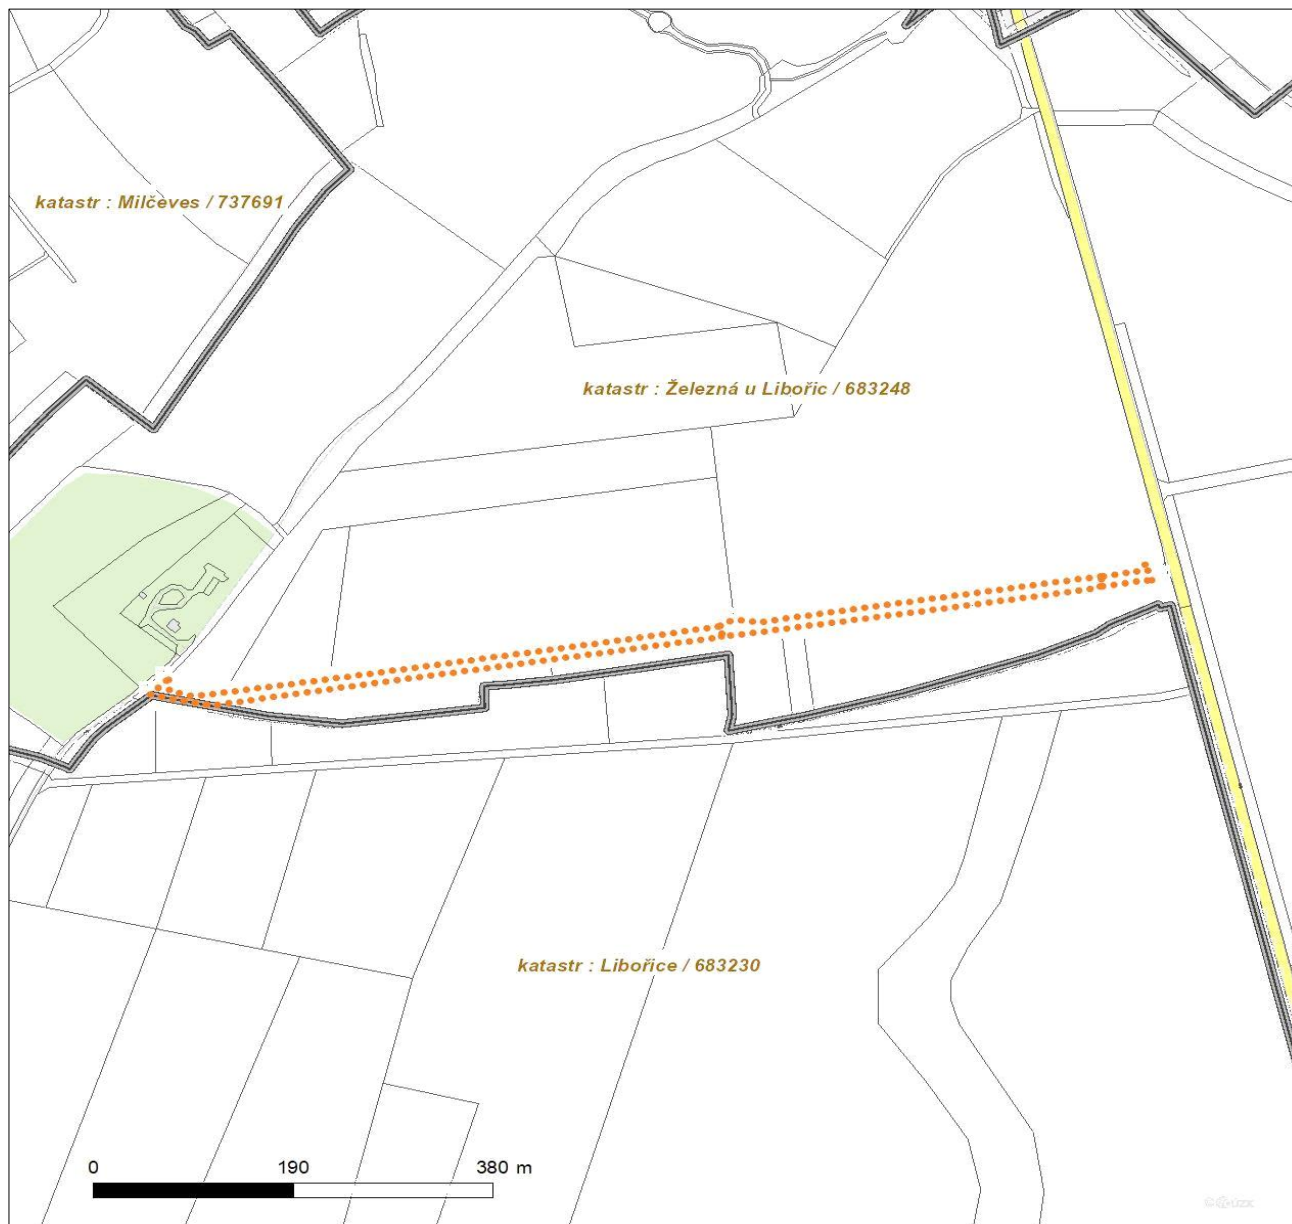 katastr : Milčeves / 737691
katastr : Železná u Libořic / 683248
katastr : Libořice / 683230
0 190 380 m